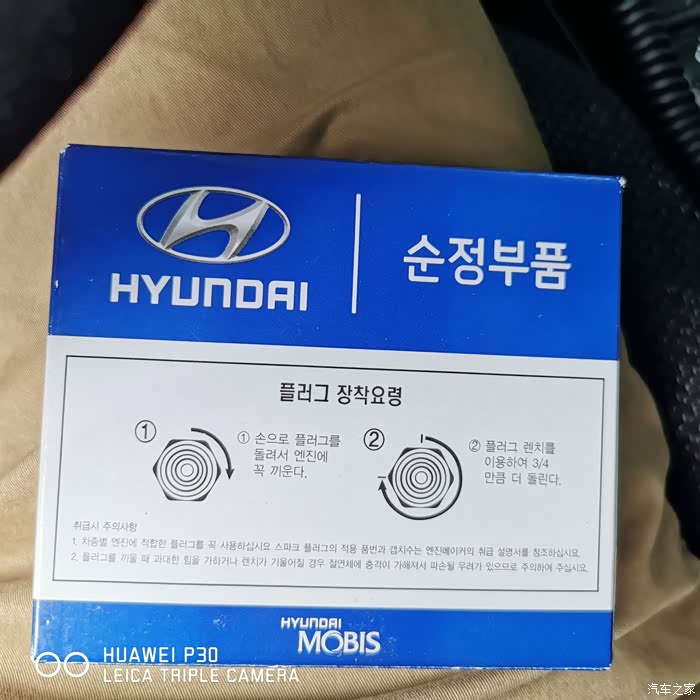 HYUNDAI
순정부품
플러그 장착요령
①
① 손으로 플러그를
돌려서 엔진에
꼭 끼운다.
②
② 플러그 렌치를
이용하여 3/4
만큼 더 돌린다.
취급시 주의사항
1. 차종별 엔진에 적합한 플러그를 꼭 사용하십시요. 스파크 플러그의 적용 품번과 갭치수는 엔진메이커의 취급 설명서를 참조하십시요.
2. 플러그를 끼울 때 과대한 힘을 가하거나 렌치가 기울어질 경우 절연체에 충격이 가해져서 파손될 우려가 있으므로 주의하여 주십시요.
HYUNDAI
MOBIS
HUAWEI P30
LEICA TRIPLE CAMERA
汽车之家